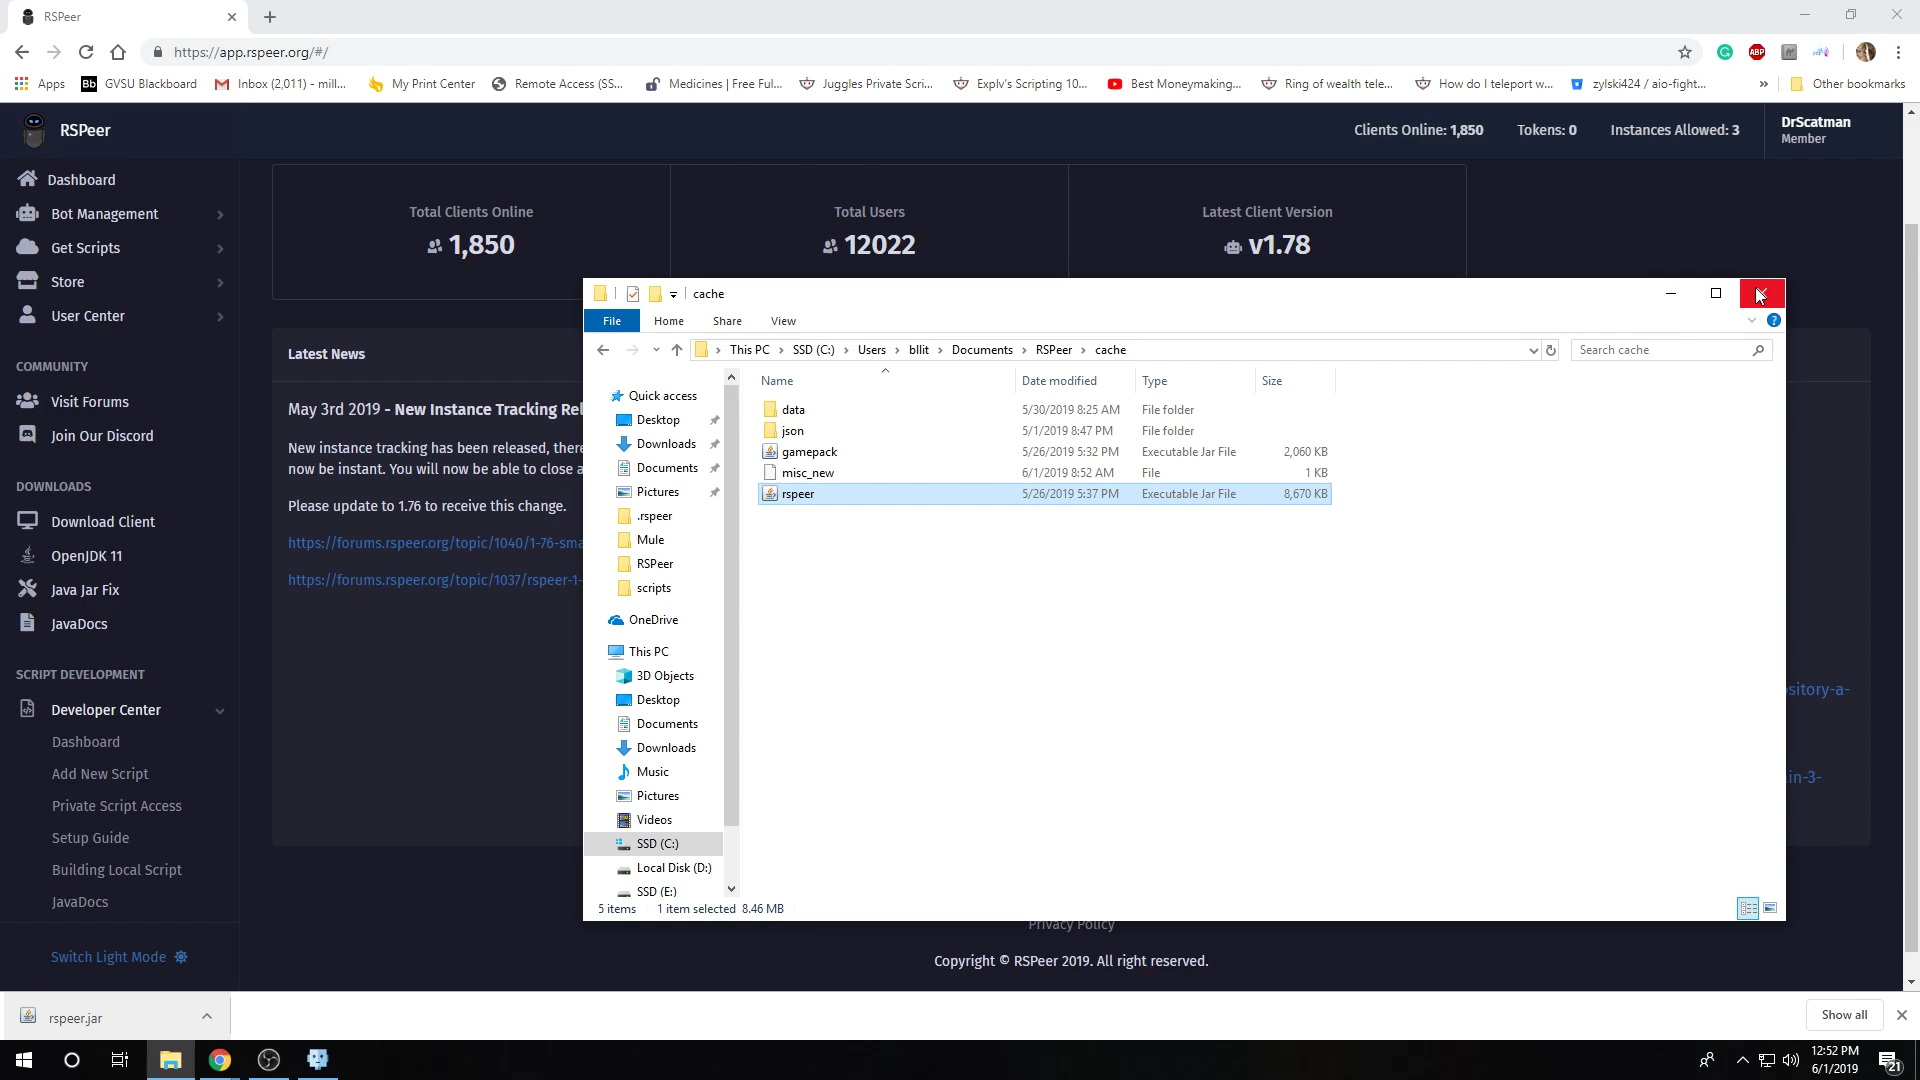 RSPeer
https://app.rspeer.org/#/
Apps
Bb GVSU Blackboard
Inbox (2,011) - mill...
My Print Center
Remote Access (SS...
Medicines | Free Ful...
Juggles Private Scri...
Explv's Scripting 10...
Best Moneymaking...
Ring of wealth tele...
How do I teleport w...
zylski424 / aio-fight...
»
Other bookmarks
ABP
RSPeer
Clients Online: 1,850
Tokens: 0
Instances Allowed: 3
DrScatman
Member
Dashboard
Bot Management
Get Scripts
Store
User Center
COMMUNITY
Visit Forums
Join Our Discord
DOWNLOADS
Download Client
OpenJDK 11
Java Jar Fix
JavaDocs
SCRIPT DEVELOPMENT
Developer Center
Dashboard
Add New Script
Private Script Access
Setup Guide
Building Local Script
JavaDocs
Switch Light Mode
Total Clients Online
1,850
Total Users
12022
Latest Client Version
v1.78
Latest News
May 3rd 2019 - New Instance Tracking Rel
New instance tracking has been released, there
now be instant. You will now be able to close a
Please update to 1.76 to receive this change.
https://forums.rspeer.org/topic/1040/1-76-sma
https://forums.rspeer.org/topic/1037/rspeer-1-
ository-a-
in-3-
cache
File
Home
Share
View
This PC › SSD (C:) › Users › bllit › Documents › RSPeer › cache
Search cache
Name
Date modified
Type
Size
data 5/30/2019 8:25 AM File folder
json 5/1/2019 8:47 PM File folder
gamepack 5/26/2019 5:32 PM Executable Jar File 2,060 KB
misc_new 6/1/2019 8:52 AM File 1 KB
rspeer 5/26/2019 5:37 PM Executable Jar File 8,670 KB
Quick access
Desktop
Downloads
Documents
Pictures
.rspeer
Mule
RSPeer
scripts
OneDrive
This PC
3D Objects
Desktop
Documents
Downloads
Music
Pictures
Videos
SSD (C:)
Local Disk (D:)
SSD (E:)
5 items
1 item selected 8.46 MB
Privacy Policy
Copyright © RSPeer 2019. All right reserved.
rspeer.jar
Show all
12:52 PM
6/1/2019
21